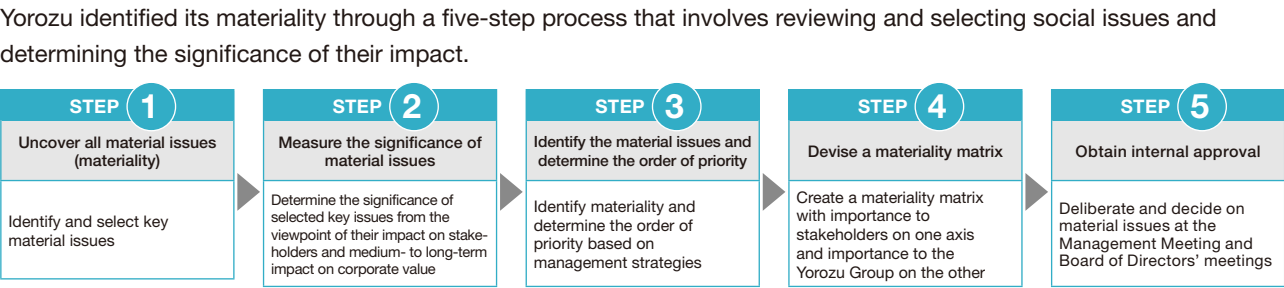 Yorozu identified its materiality through a five-step process that involves reviewing and selecting social issues and
determining the significance of their impact.
STEP 1
Uncover all material issues
(materiality)
Identify and select key
material issues
STEP 2
Measure the significance of
material issues
Determine the significance of
selected key issues from the
viewpoint of their impact on stake-
holders and medium- to long-term
impact on corporate value
STEP 3
Identify the material issues and
determine the order of priority
Identify materiality and
determine the order of
priority based on
management strategies
STEP 4
Devise a materiality matrix
Create a materiality matrix
with importance to
stakeholders on one axis
and importance to the
Yorozu Group on the other
STEP 5
Obtain internal approval
Deliberate and decide on
material issues at the
Management Meeting and
Board of Directors’ meetings